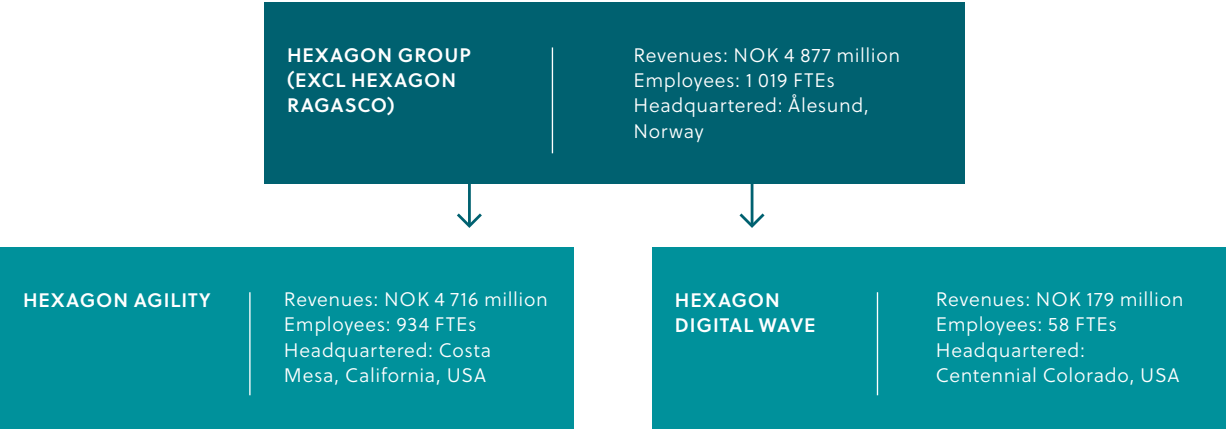 HEXAGON GROUP
(EXCL HEXAGON
RAGASCO)
Revenues: NOK 4 877 million
Employees: 1 019 FTEs
Headquartered: Ålesund,
Norway
HEXAGON AGILITY
Revenues: NOK 4 716 million
Employees: 934 FTEs
Headquartered: Costa
Mesa, California, USA
HEXAGON
DIGITAL WAVE
Revenues: NOK 179 million
Employees: 58 FTEs
Headquartered:
Centennial Colorado, USA